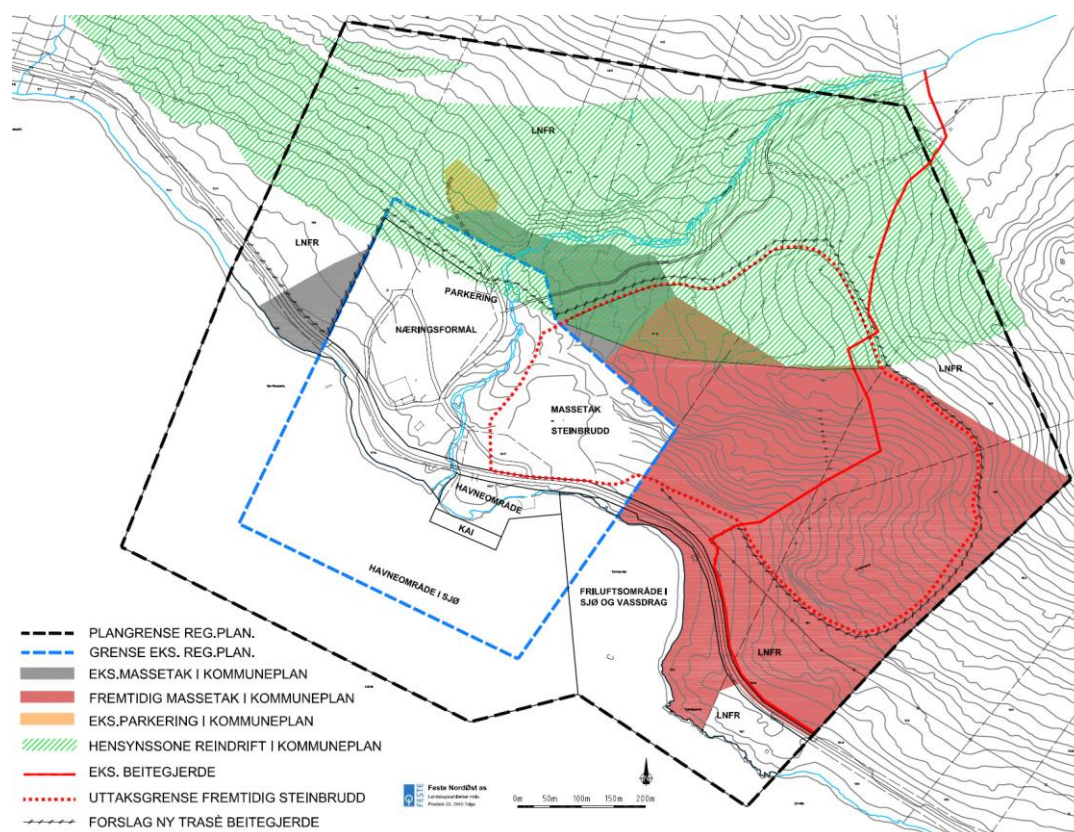 LNFR
LNFR
PARKERING
NÆRINGSFORMÅL
LNFR
MASSETAK
STEINBRUDD
HAVNEOMRÅDE
KAI
HAVNEOMRÅDE I SJØ
FRILUFTSOMRÅDE I
SJØ OG VASSDRAG
LNFR
LNFR
PLANGRENSE REG.PLAN.
GRENSE EKS. REG.PLAN.
EKS.MASSETAK I KOMMUNEPLAN
FREMTIDIG MASSETAK I KOMMUNEPLAN
EKS.PARKERING I KOMMUNEPLAN
HENSYNSSONE REINDRIFT I KOMMUNEPLAN
EKS. BEITEGJERDE
UTTAKSGRENSE FREMTIDIG STEINBRUDD
FORSLAG NY TRASÈ BEITEGJERDE
FESTE
Feste NordØst as
0m 50m 100m 150m 200m